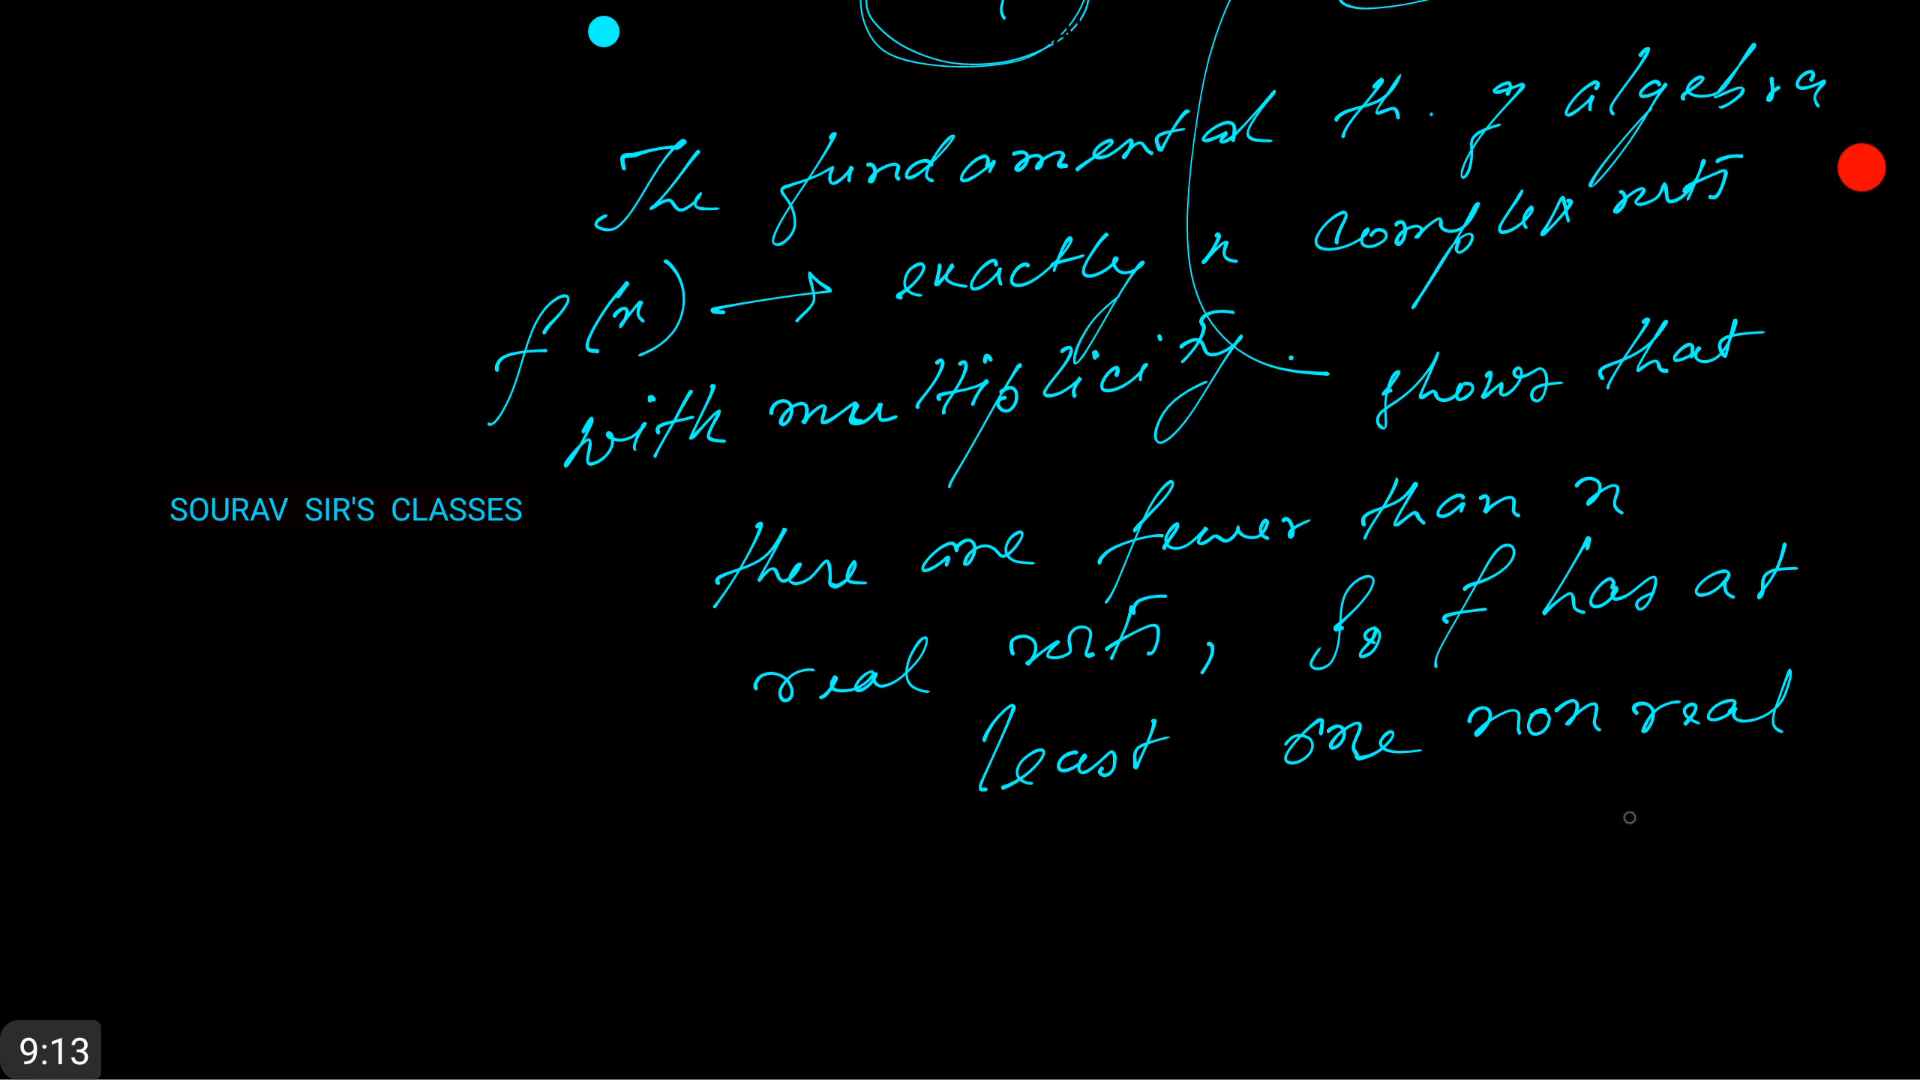 The fundamental th. of algebra
f(x) → exactly n complex roots
with multiplicity. shows that
SOURAV SIR'S CLASSES
there are fewer than n
real roots, So f has at
least one non real
9:13